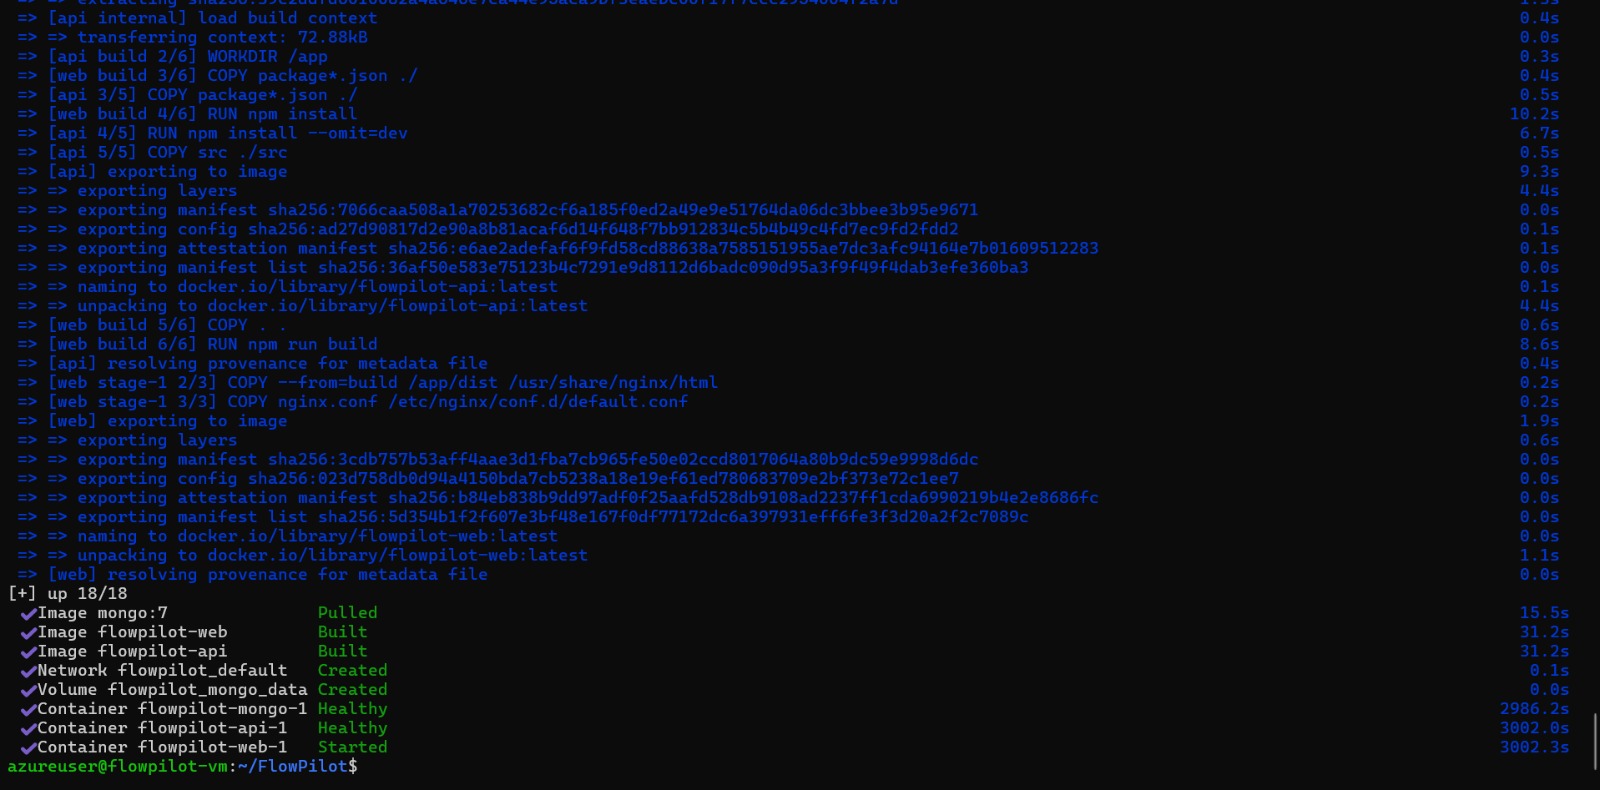 => [api internal] load build context 0.4s
=> => transferring context: 72.88kB 0.0s
=> [api build 2/6] WORKDIR /app 0.3s
=> [web build 3/6] COPY package*.json ./ 0.4s
=> [api 3/5] COPY package*.json ./ 0.5s
=> [web build 4/6] RUN npm install 10.2s
=> [api 4/5] RUN npm install --omit=dev 6.7s
=> [api 5/5] COPY src ./src 0.5s
=> [api] exporting to image 9.3s
=> => exporting layers 4.4s
=> => exporting manifest sha256:7066caa508a1a70253682cf6a185f0ed2a49e9e51764da06dc3bbee3b95e9671 0.0s
=> => exporting config sha256:ad27d90817d2e90a8b81acaf6d14f648f7bb912834c5b4b49c4fd7ec9fd2fdd2 0.1s
=> => exporting attestation manifest sha256:e6ae2adefaf6f9fd58cd88638a7585151955ae7dc3afc94164e7b01609512283 0.1s
=> => exporting manifest list sha256:36af50e583e75123b4c7291e9d8112d6badc090d95a3f9f49f4dab3efe360ba3 0.0s
=> => naming to docker.io/library/flowpilot-api:latest 0.1s
=> => unpacking to docker.io/library/flowpilot-api:latest 4.4s
=> [web build 5/6] COPY . . 0.6s
=> [web build 6/6] RUN npm run build 8.6s
=> [api] resolving provenance for metadata file 0.4s
=> [web stage-1 2/3] COPY --from=build /app/dist /usr/share/nginx/html 0.2s
=> [web stage-1 3/3] COPY nginx.conf /etc/nginx/conf.d/default.conf 0.2s
=> [web] exporting to image 1.9s
=> => exporting layers 0.6s
=> => exporting manifest sha256:3cdb757b53aff4aae3d1fba7cb965fe50e02ccd8017064a80b9dc59e9998d6dc 0.0s
=> => exporting config sha256:023d758db0d94a4150bda7cb5238a18e19ef61ed780683709e2bf373e72c1ee7 0.0s
=> => exporting attestation manifest sha256:b84eb838b9dd97adf0f25aafd528db9108ad2237ff1cda6990219b4e2e8686fc 0.0s
=> => exporting manifest list sha256:5d354b1f2f607e3bf48e167f0df77172dc6a397931eff6fe3f3d20a2f2c7089c 0.0s
=> => naming to docker.io/library/flowpilot-web:latest 0.0s
=> => unpacking to docker.io/library/flowpilot-web:latest 1.1s
=> [web] resolving provenance for metadata file 0.0s
[+] up 18/18
✔Image mongo:7 Pulled 15.5s
✔Image flowpilot-web Built 31.2s
✔Image flowpilot-api Built 31.2s
✔Network flowpilot_default Created 0.1s
✔Volume flowpilot_mongo_data Created 0.0s
✔Container flowpilot-mongo-1 Healthy 2986.2s
✔Container flowpilot-api-1 Healthy 3002.0s
✔Container flowpilot-web-1 Started 3002.3s
azureuser@flowpilot-vm:~/FlowPilot$